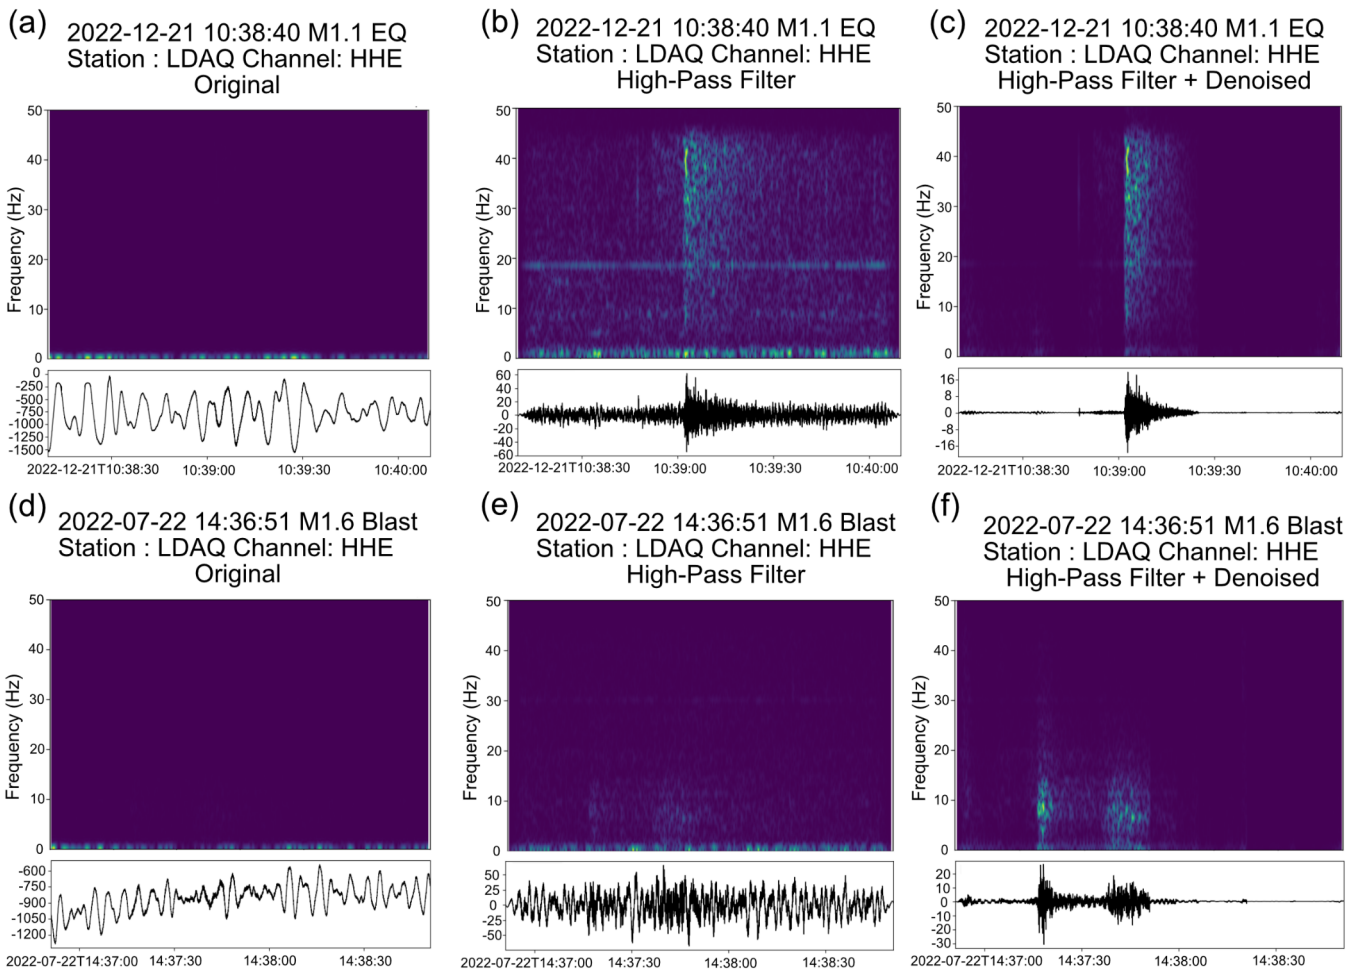 (a)
2022-12-21 10:38:40 M1.1 EQ
Station : LDAQ Channel: HHE
Original
50
40
30
20
10
0
Frequency (Hz)
0
-250
-500
-750
-1000
-1250
-1500
2022-12-21T10:38:30 10:39:00 10:39:30 10:40:00
(b)
2022-12-21 10:38:40 M1.1 EQ
Station : LDAQ Channel: HHE
High-Pass Filter
50
40
30
20
10
0
Frequency (Hz)
60
40
20
0
-20
-40
-60
2022-12-21T10:38:30 10:39:00 10:39:30 10:40:00
(c)
2022-12-21 10:38:40 M1.1 EQ
Station : LDAQ Channel: HHE
High-Pass Filter + Denoised
50
40
30
20
10
0
Frequency (Hz)
16
8
0
-8
-16
2022-12-21T10:38:30 10:39:00 10:39:30 10:40:00
(d)
2022-07-22 14:36:51 M1.6 Blast
Station : LDAQ Channel: HHE
Original
50
40
30
20
10
0
Frequency (Hz)
-600
-750
-900
-1050
-1200
2022-07-22T14:37:00 14:37:30 14:38:00 14:38:30
(e)
2022-07-22 14:36:51 M1.6 Blast
Station : LDAQ Channel: HHE
High-Pass Filter
50
40
30
20
10
0
Frequency (Hz)
50
25
0
-25
-50
2022-07-22T14:37:00 14:37:30 14:38:00 14:38:30
(f)
2022-07-22 14:36:51 M1.6 Blast
Station : LDAQ Channel: HHE
High-Pass Filter + Denoised
50
40
30
20
10
0
Frequency (Hz)
20
10
0
-10
-20
-30
2022-07-22T14:37:00 14:37:30 14:38:00 14:38:30